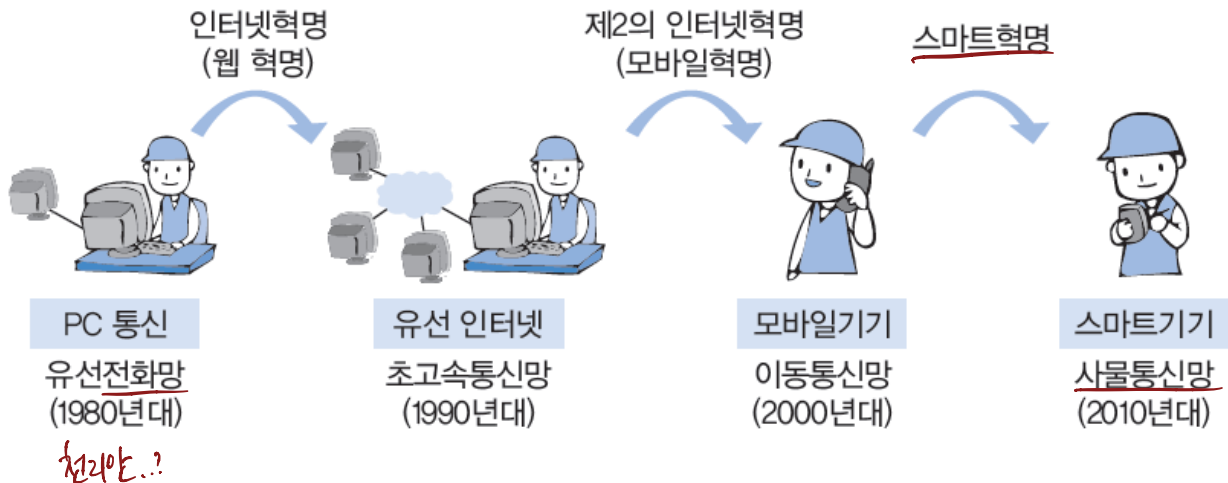 인터넷혁명
(웹 혁명)
제2의 인터넷혁명
(모바일혁명)
스마트혁명
PC 통신
유선 인터넷
모바일기기
스마트기기
유선전화망
(1980년대)
초고속통신망
(1990년대)
이동통신망
(2000년대)
사물통신망
(2010년대)
천리안..?